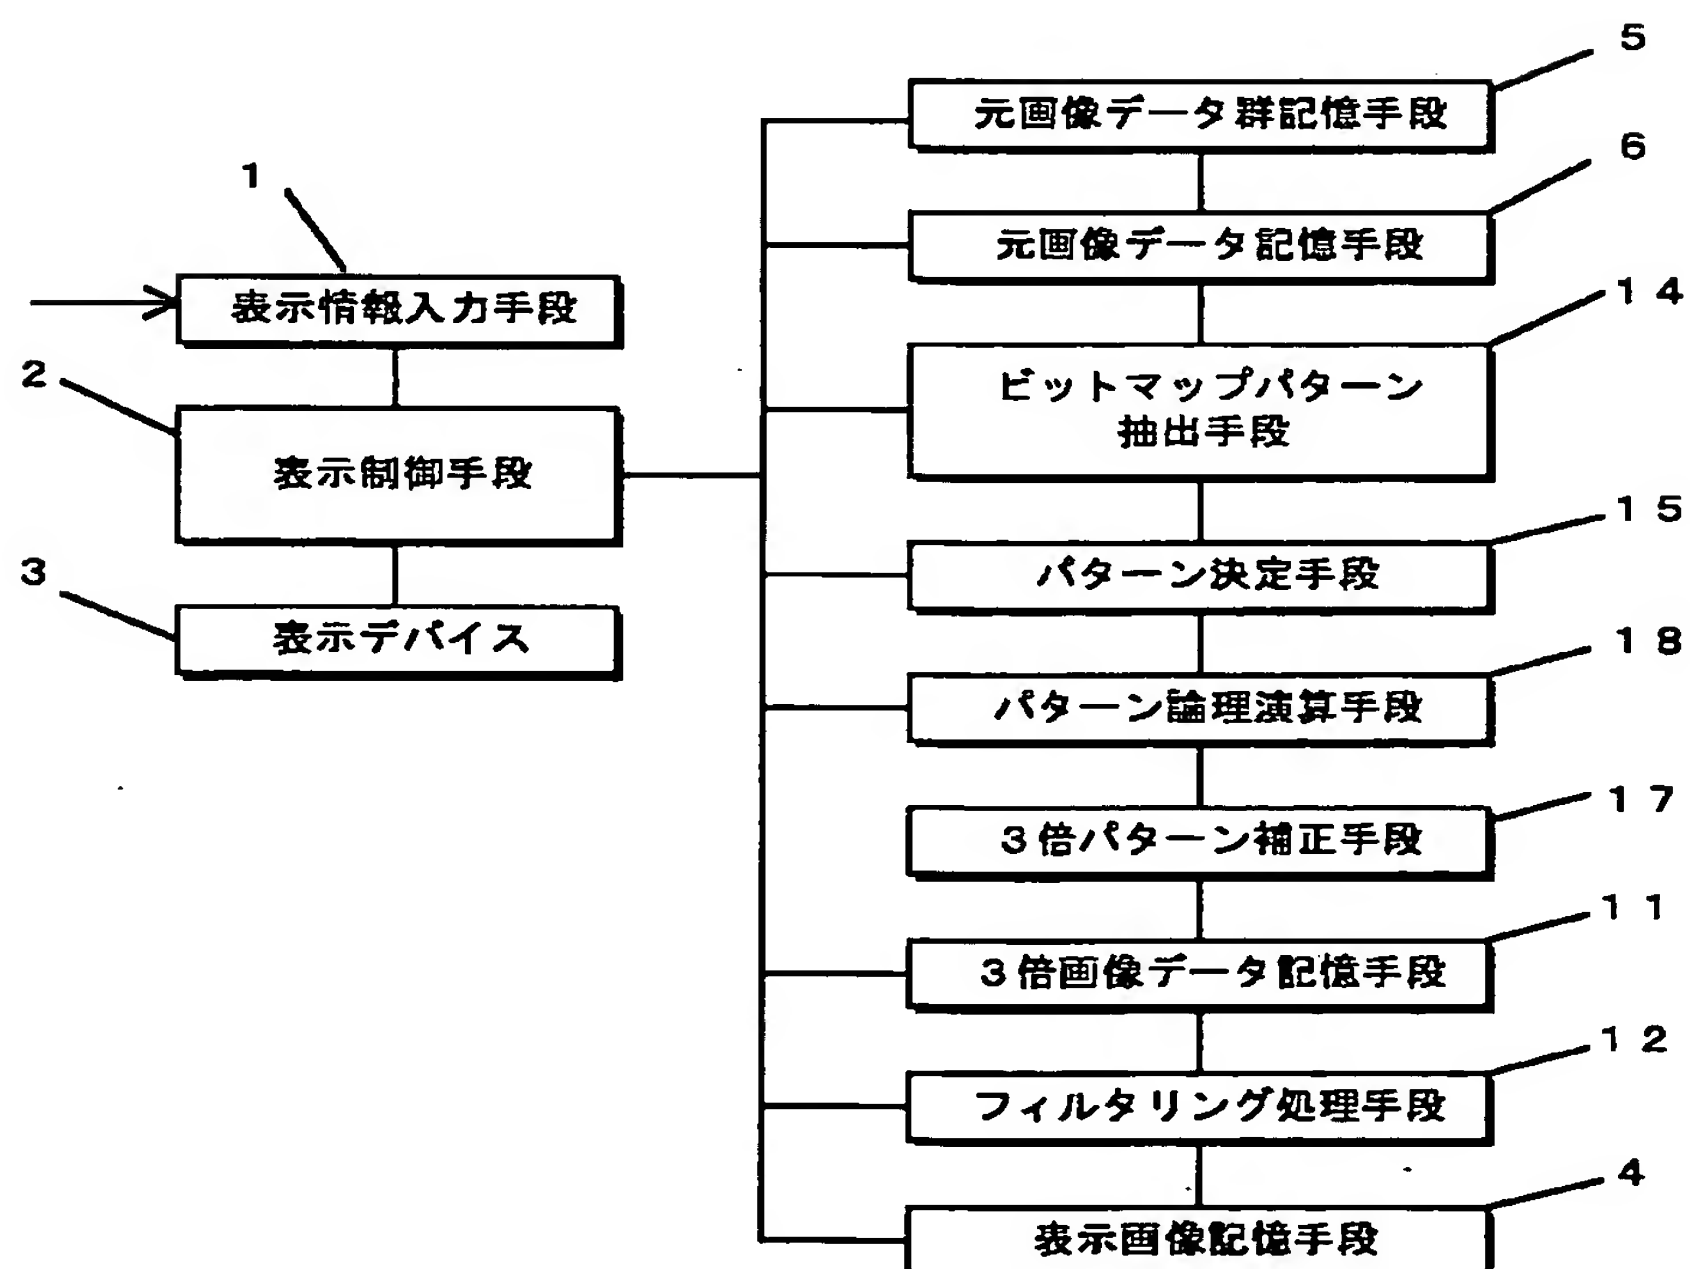 1
表示情報入力手段
2
表示制御手段
3
表示デバイス
5
元画像データ群記憶手段
6
元画像データ記憶手段
14
ビットマップパターン
抽出手段
15
パターン決定手段
18
パターン論理演算手段
17
3倍パターン補正手段
11
3倍画像データ記憶手段
12
フィルタリング処理手段
4
表示画像記憶手段